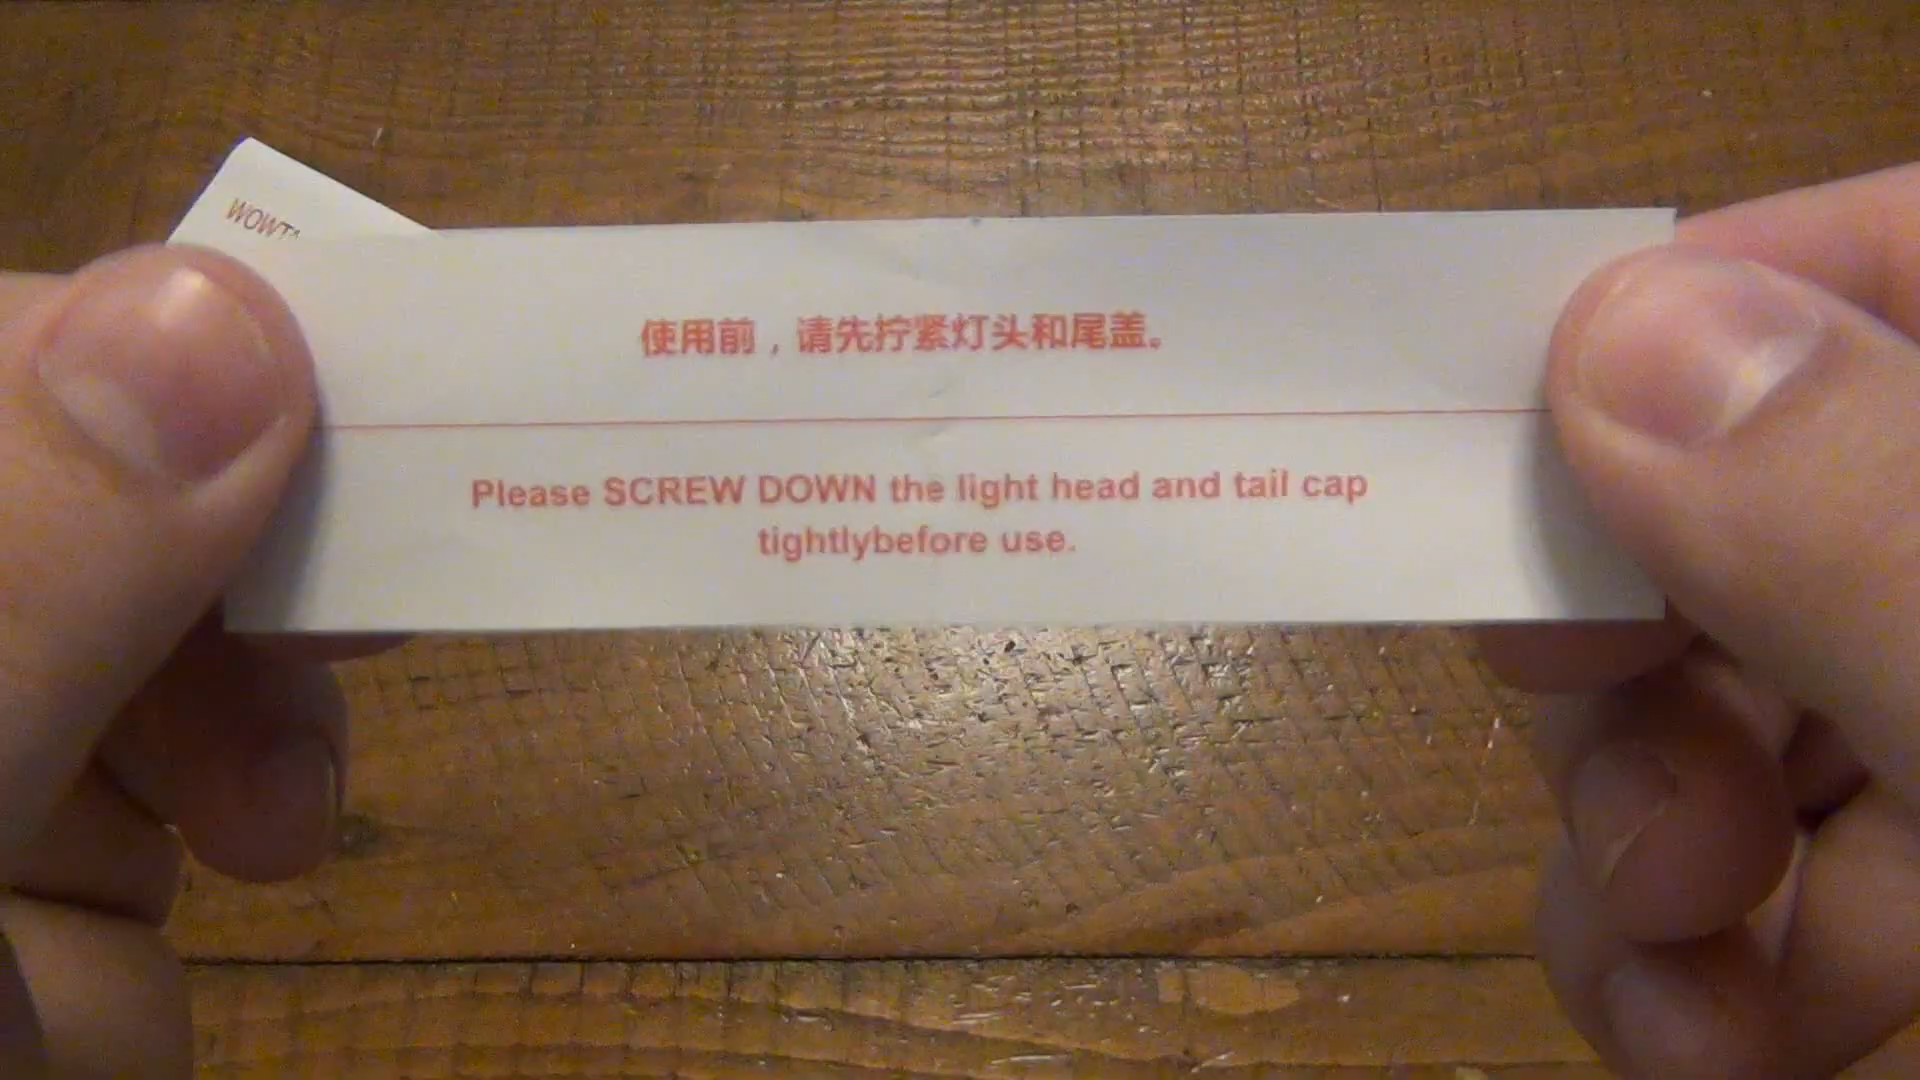 使用前，请先拧紧灯头和尾盖。
Please SCREW DOWN the light head and tail cap
tightlybefore use.